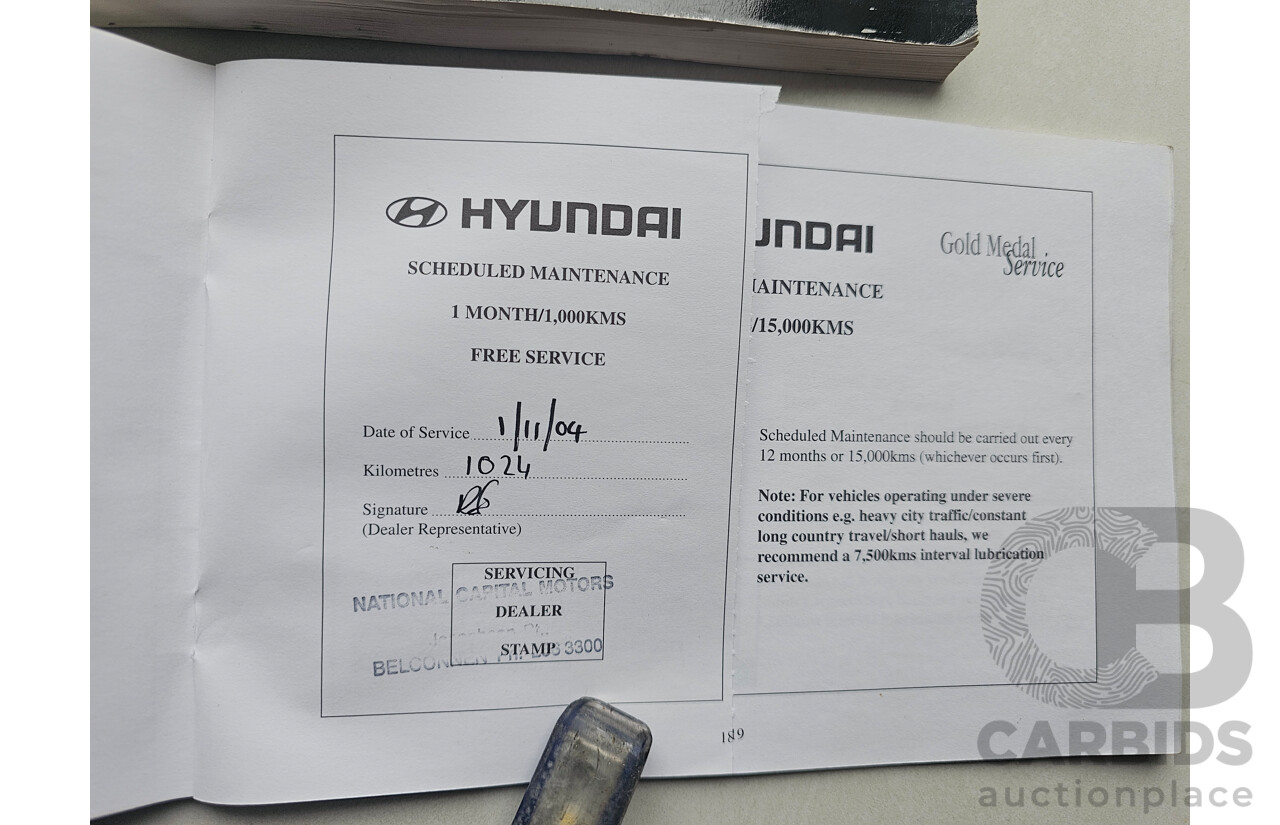 HYUNDAI
SCHEDULED MAINTENANCE
1 MONTH/1,000KMS
FREE SERVICE
Date of Service 1/11/04
Kilometres 1024
Signature
(Dealer Representative)
SERVICING
NATIONAL CAPITAL MOTORS
DEALER
STAMP
BELCONNEN 3300
UNDAI
Gold Medal
Service
MAINTENANCE
/15,000KMS
Scheduled Maintenance should be carried out every
12 months or 15,000kms (whichever occurs first).
Note: For vehicles operating under severe
conditions e.g. heavy city traffic/constant
long country travel/short hauls, we
recommend a 7,500kms interval lubrication
service.
CB
CARBIDS
auctionplace